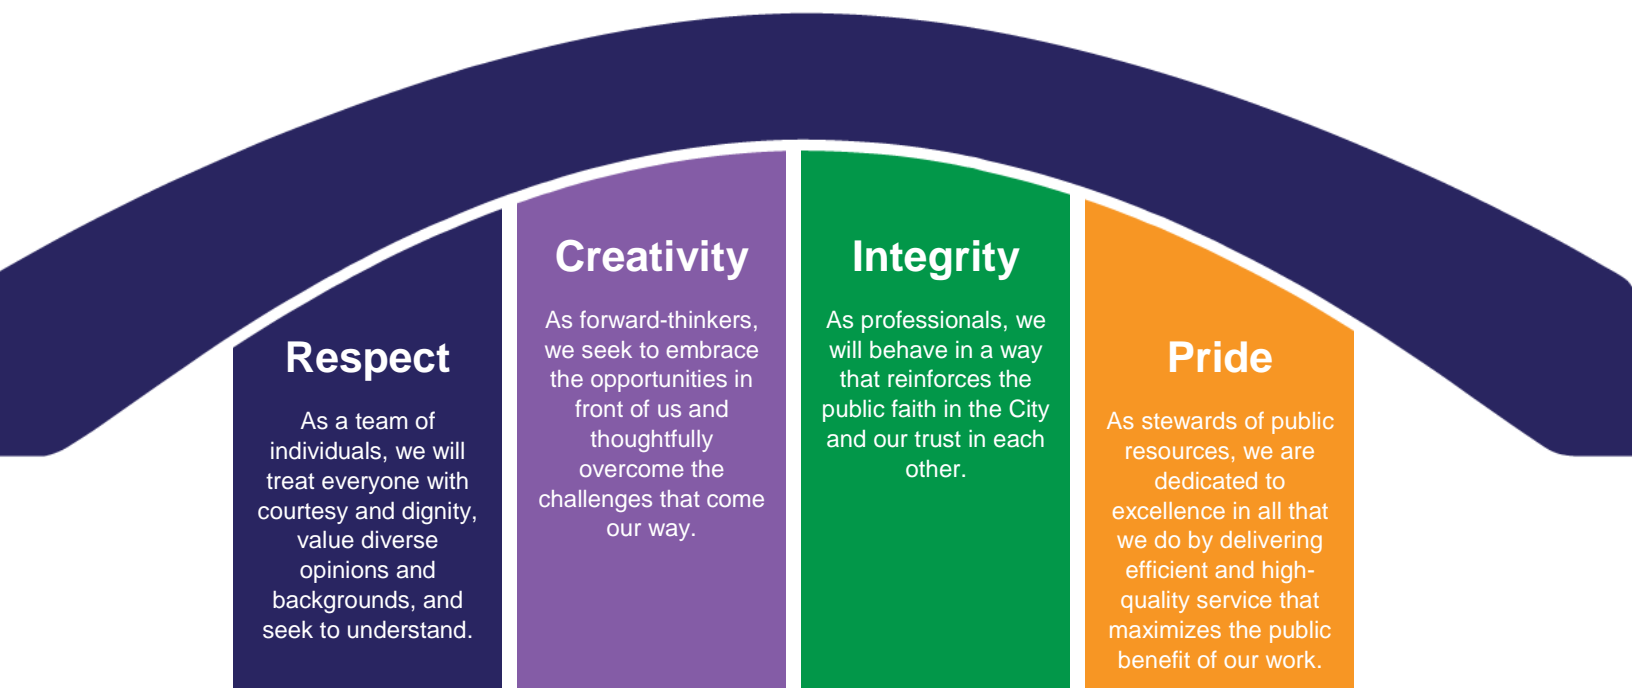 Respect
As a team of
individuals, we will
treat everyone with
courtesy and dignity,
value diverse
opinions and
backgrounds, and
seek to understand.
Creativity
As forward-thinkers,
we seek to embrace
the opportunities in
front of us and
thoughtfully
overcome the
challenges that come
our way.
Integrity
As professionals, we
will behave in a way
that reinforces the
public faith in the City
and our trust in each
other.
Pride
As stewards of public
resources, we are
dedicated to
excellence in all that
we do by delivering
efficient and high-
quality service that
maximizes the public
benefit of our work.